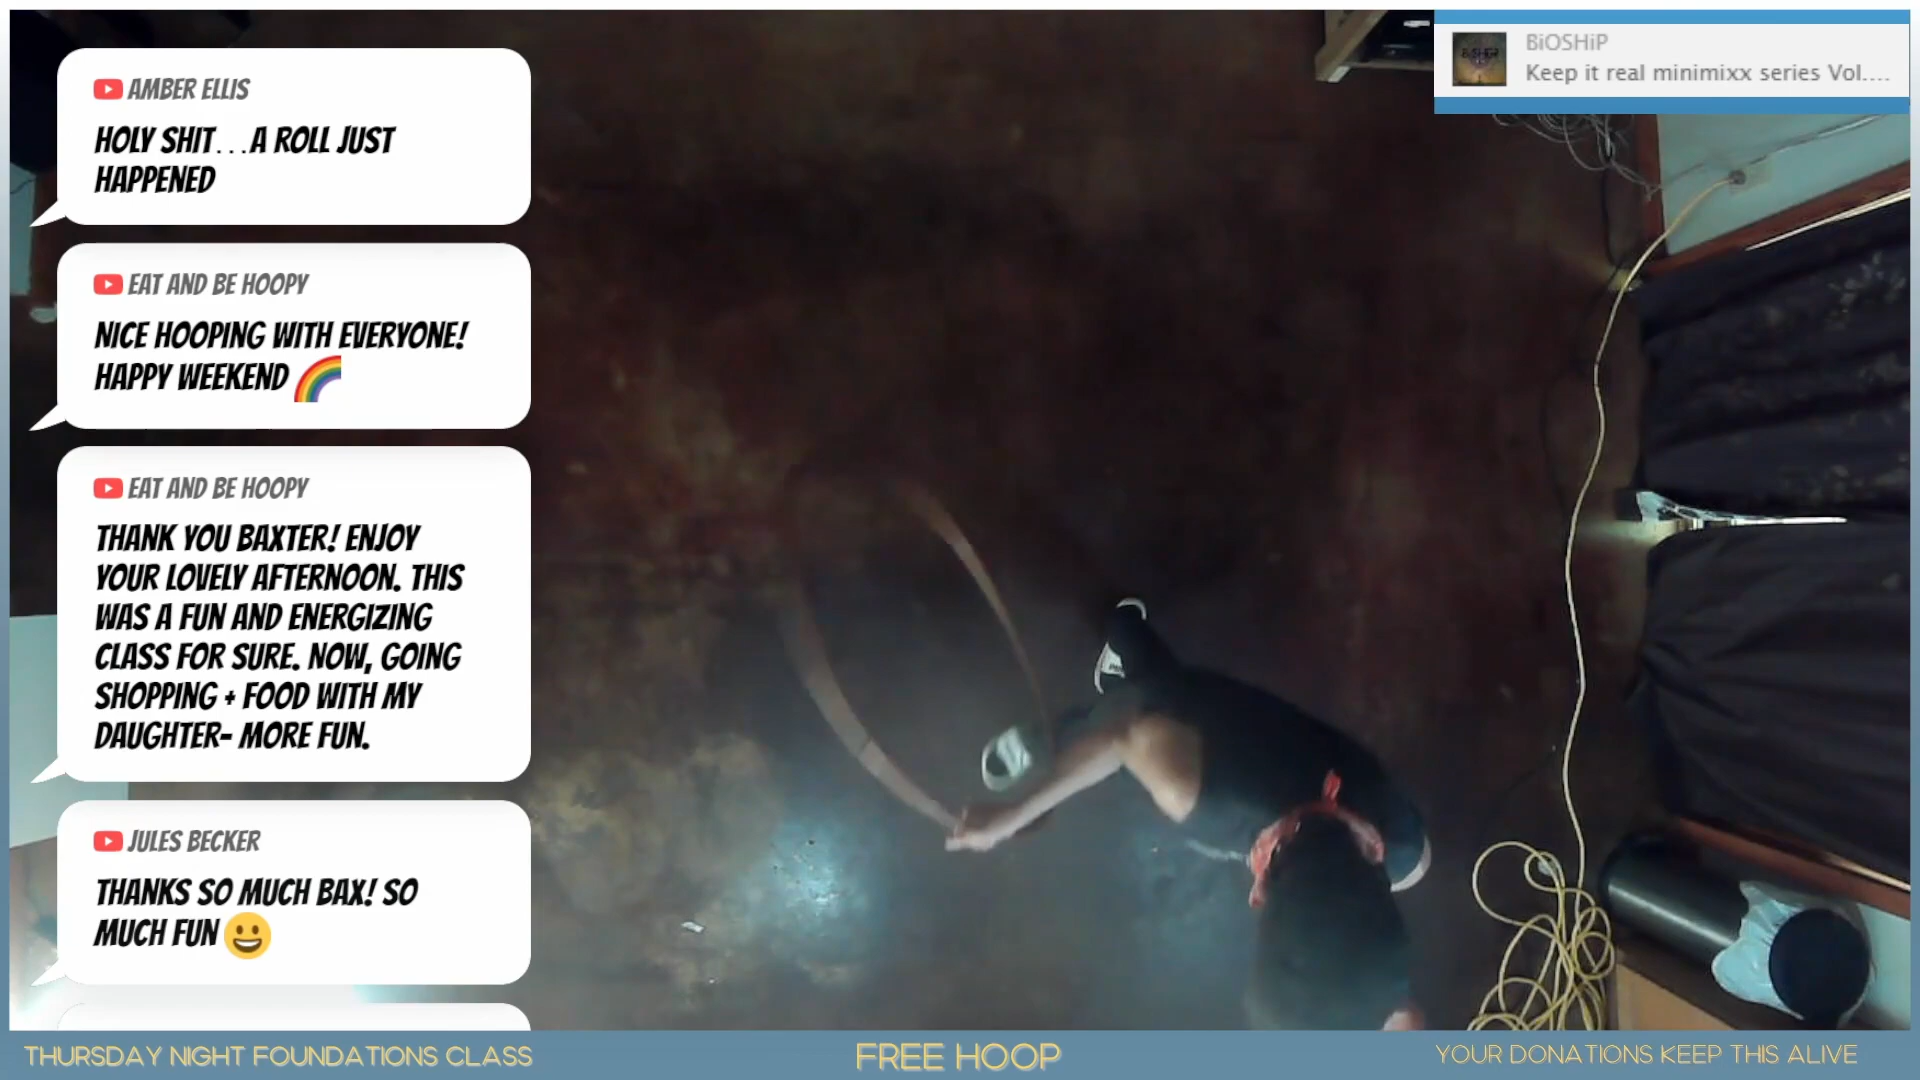 AMBER ELLIS
HOLY SHIT...A ROLL JUST
HAPPENED
EAT AND BE HOOPY
NICE HOOPING WITH EVERYONE!
HAPPY WEEKEND
EAT AND BE HOOPY
THANK YOU BAXTER! ENJOY
YOUR LOVELY AFTERNOON. THIS
WAS A FUN AND ENERGIZING
CLASS FOR SURE. NOW, GOING
SHOPPING + FOOD WITH MY
DAUGHTER- MORE FUN.
JULES BECKER
THANKS SO MUCH BAX! SO
MUCH FUN
BiOSHiP
Keep it real minimixx series Vol....
THURSDAY NIGHT FOUNDATIONS CLASS
FREE HOOP
YOUR DONATIONS KEEP THIS ALIVE